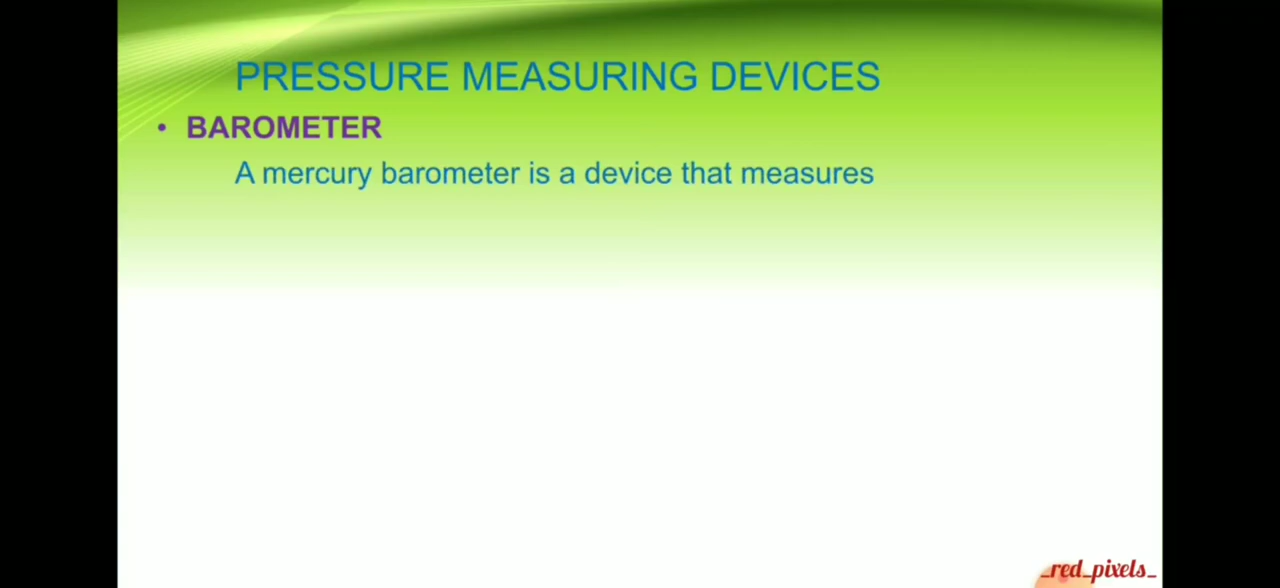 PRESSURE MEASURING DEVICES
• BAROMETER
A mercury barometer is a device that measures
_red_pixels_